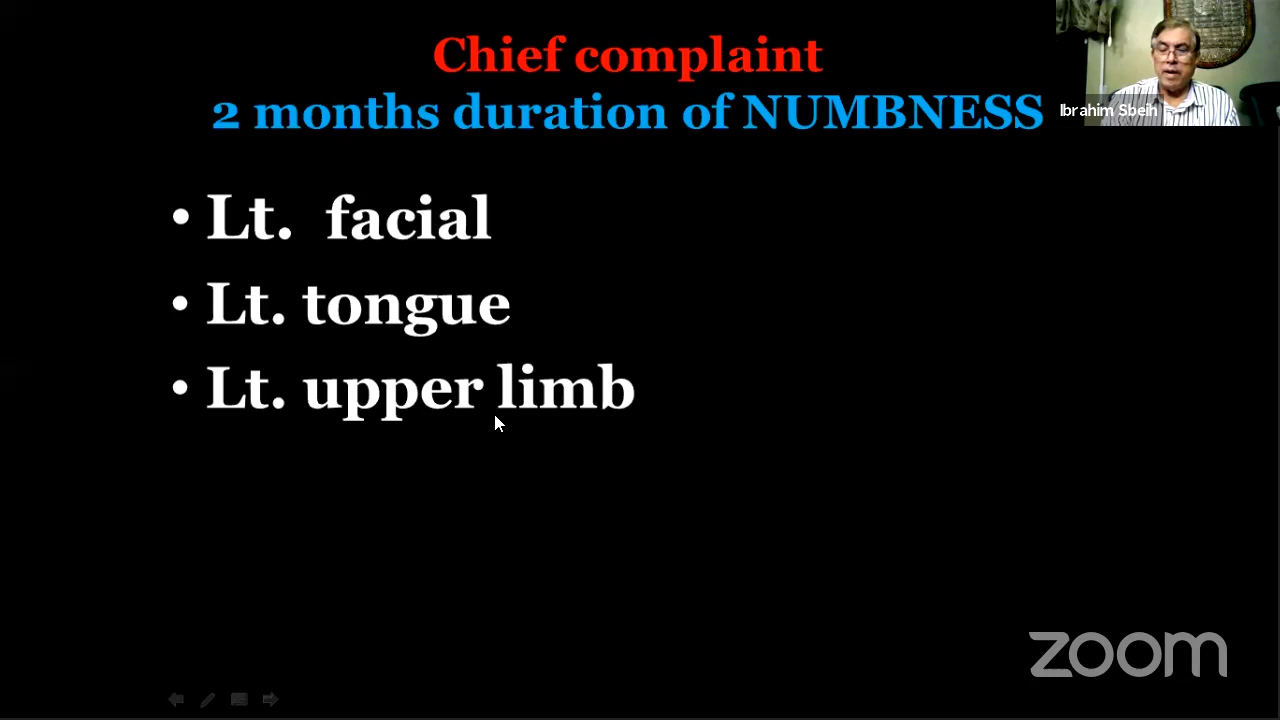 Chief complaint
2 months duration of NUMBNESS
Ibrahim Sbeih
• Lt. facial
• Lt. tongue
• Lt. upper limb
zoom